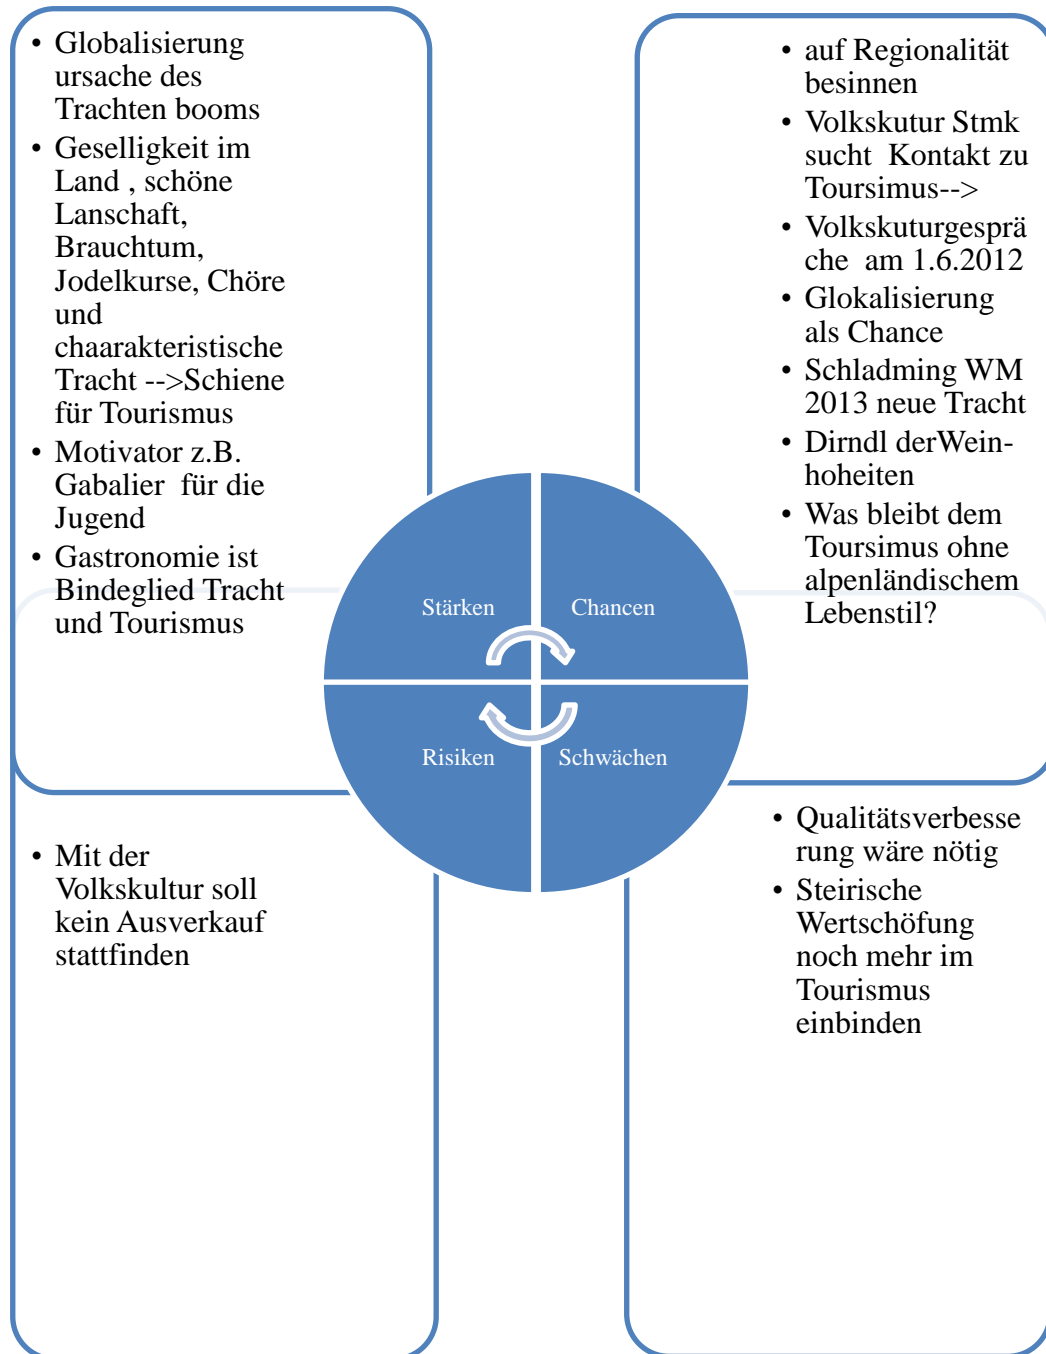 • Globalisierung
ursache des
Trachten booms
• Geselligkeit im
Land , schöne
Lanschaft,
Brauchtum,
Jodelkurse, Chöre
und
chaarakteristische
Tracht -->Schiene
für Tourismus
• Motivator z.B.
Gabalier  für die
Jugend
• Gastronomie ist
Bindeglied Tracht
und Tourismus
• auf Regionalität
besinnen
• Volkskutur Stmk
sucht  Kontakt zu
Toursimus-->
• Volkskuturgesprä
che  am 1.6.2012
• Glokalisierung
als Chance
• Schladming WM
2013 neue Tracht
• Dirndl derWein-
hoheiten
• Was bleibt dem
Toursimus ohne
alpenländischem
Lebenstil?
Stärken
Chancen
Risiken
Schwächen
• Mit der
Volkskultur soll
kein Ausverkauf
stattfinden
• Qualitätsverbesse
rung wäre nötig
• Steirische
Wertschöfung
noch mehr im
Tourismus
einbinden